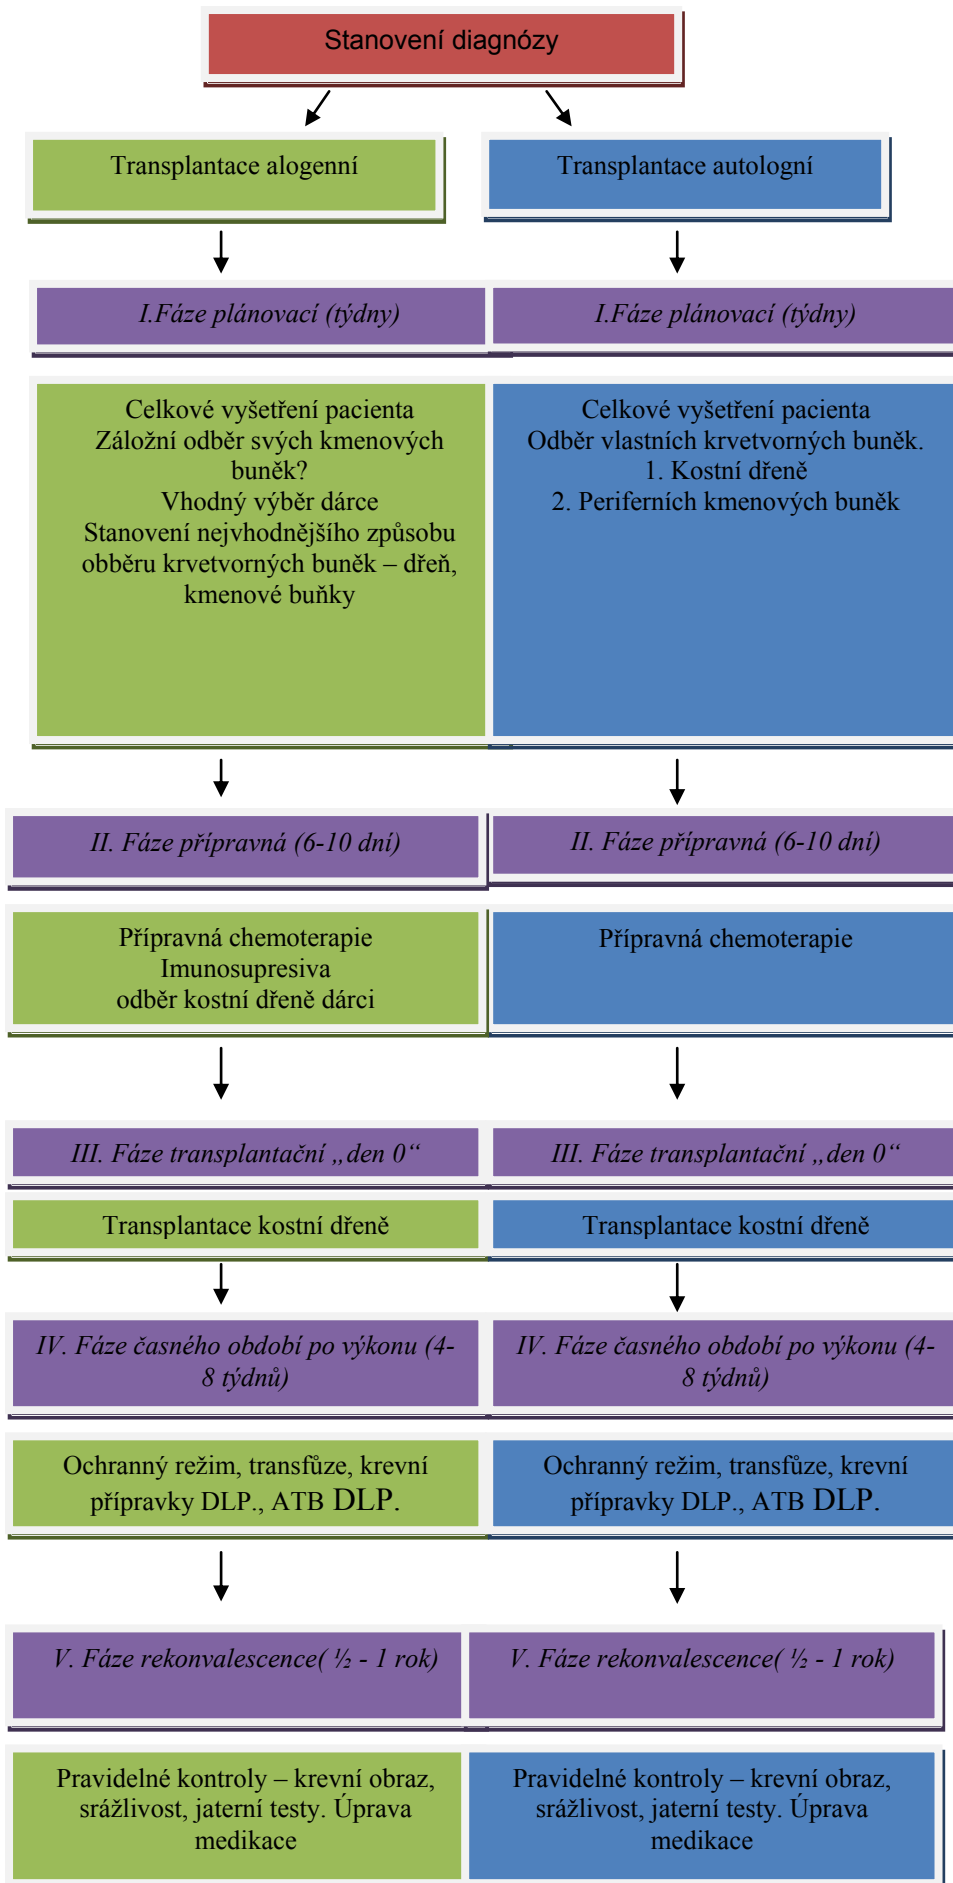 Stanovení diagnózy
Transplantace alogenní
Transplantace autologní
I.Fáze plánovací (týdny)
I.Fáze plánovací (týdny)
Celkové vyšetření pacienta
Záložní odběr svých kmenových
buněk?
Vhodný výběr dárce
Stanovení nejvhodnějšího způsobu
obběru krvetvorných buněk – dřeň,
kmenové buňky
Celkové vyšetření pacienta
Odběr vlastních krvetvorných buněk.
1. Kostní dřeně
2. Periferních kmenových buněk
II. Fáze přípravná (6-10 dní)
II. Fáze přípravná (6-10 dní)
Přípravná chemoterapie
Imunosupresiva
odběr kostní dřeně dárci
Přípravná chemoterapie
III. Fáze transplantační „den 0“
III. Fáze transplantační „den 0“
Transplantace kostní dřeně
Transplantace kostní dřeně
IV. Fáze časného období po výkonu (4-
8 týdnů)
IV. Fáze časného období po výkonu (4-
8 týdnů)
Ochranný režim, transfúze, krevní
přípravky DLP., ATB DLP.
Ochranný režim, transfúze, krevní
přípravky DLP., ATB DLP.
V. Fáze rekonvalescence( ½ - 1 rok)
V. Fáze rekonvalescence( ½ - 1 rok)
Pravidelné kontroly – krevní obraz,
srážlivost, jaterní testy. Úprava
medikace
Pravidelné kontroly – krevní obraz,
srážlivost, jaterní testy. Úprava
medikace